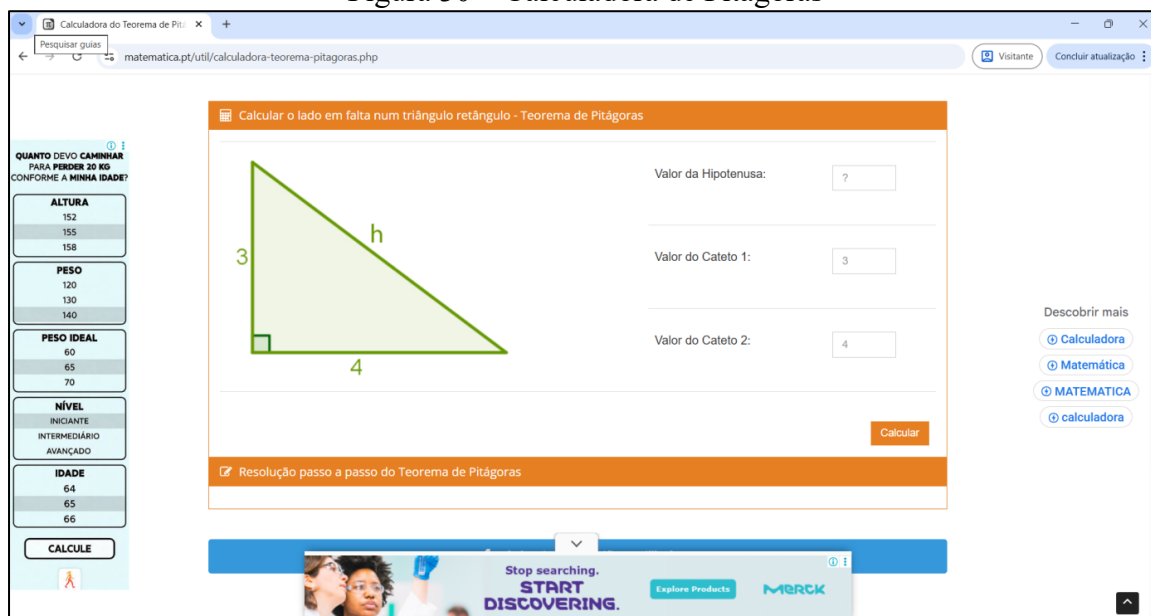 Calculadora do Teorema de Pitá
Pesquisar guias
matematica.pt/util/calculadora-teorema-pitagoras.php
Visitante
Concluir atualização
Calcular o lado em falta num triângulo retângulo - Teorema de Pitágoras
QUANTO DEVO CAMINHAR
PARA PERDER 20 KG
CONFORME A MINHA IDADE?
ALTURA
152
155
158
PESO
120
130
140
PESO IDEAL
60
65
70
NÍVEL
INICIANTE
INTERMEDIÁRIO
AVANÇADO
IDADE
64
65
66
CALCULE
3
h
4
Valor da Hipotenusa:
?
Valor do Cateto 1:
3
Valor do Cateto 2:
4
Calcular
Resolução passo a passo do Teorema de Pitágoras
Descobrir mais
Calculadora
Matemática
MATEMATICA
calculadora
Stop searching.
START
DISCOVERING.
Explore Products
MERCK